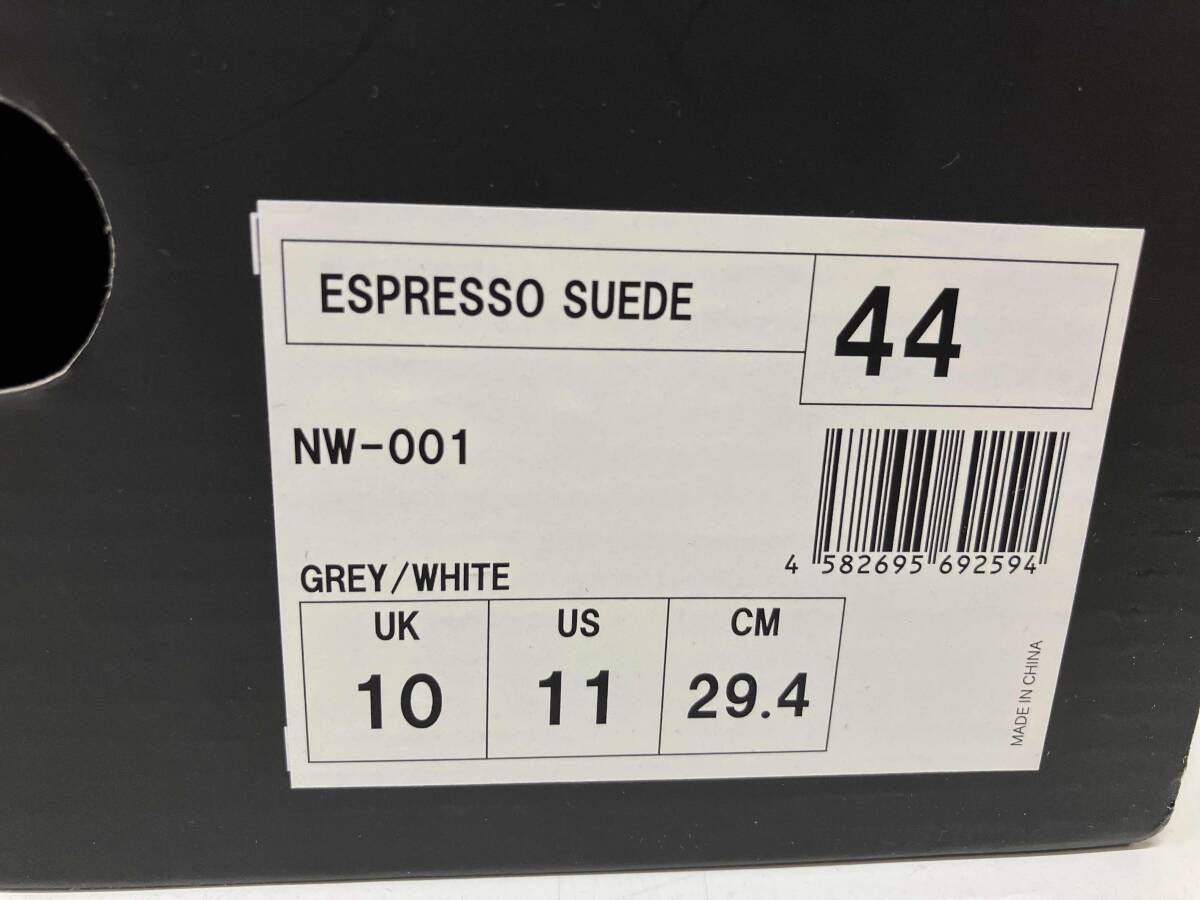 ESPRESSO SUEDE
44
NW-001
4 582695 692594
GREY/WHITE
UK US CM
10 11 29.4
MADE IN CHINA